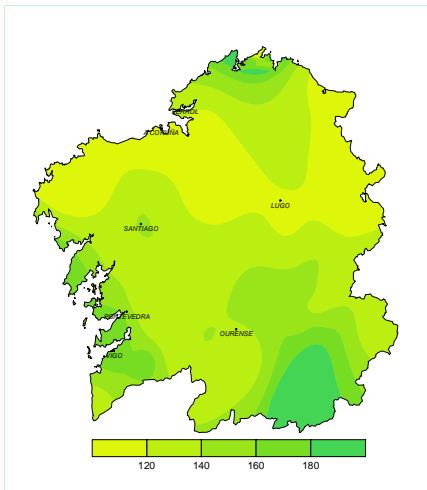 FERROL
A CORUÑA
LUGO
SANTIAGO
PONTEVEDRA
OURENSE
VIGO
120 140 160 180